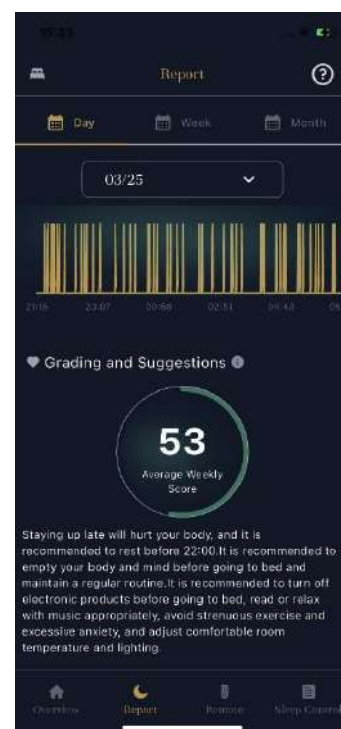 Report
Day Week Month
03/25
21:15 23:07 00:59 02:51 04:43
Grading and Suggestions
53
Average Weekly
Score
Staying up late will hurt your body, and it is
recommended to rest before 22:00.It is recommended to
empty your body and mind before going to bed and
maintain a regular routine.It is recommended to turn off
electronic products before going to bed, read or relax
with music appropriately, avoid strenuous exercise and
excessive anxiety, and adjust comfortable room
temperature and lighting.
Overview Report Remote Sleep Control